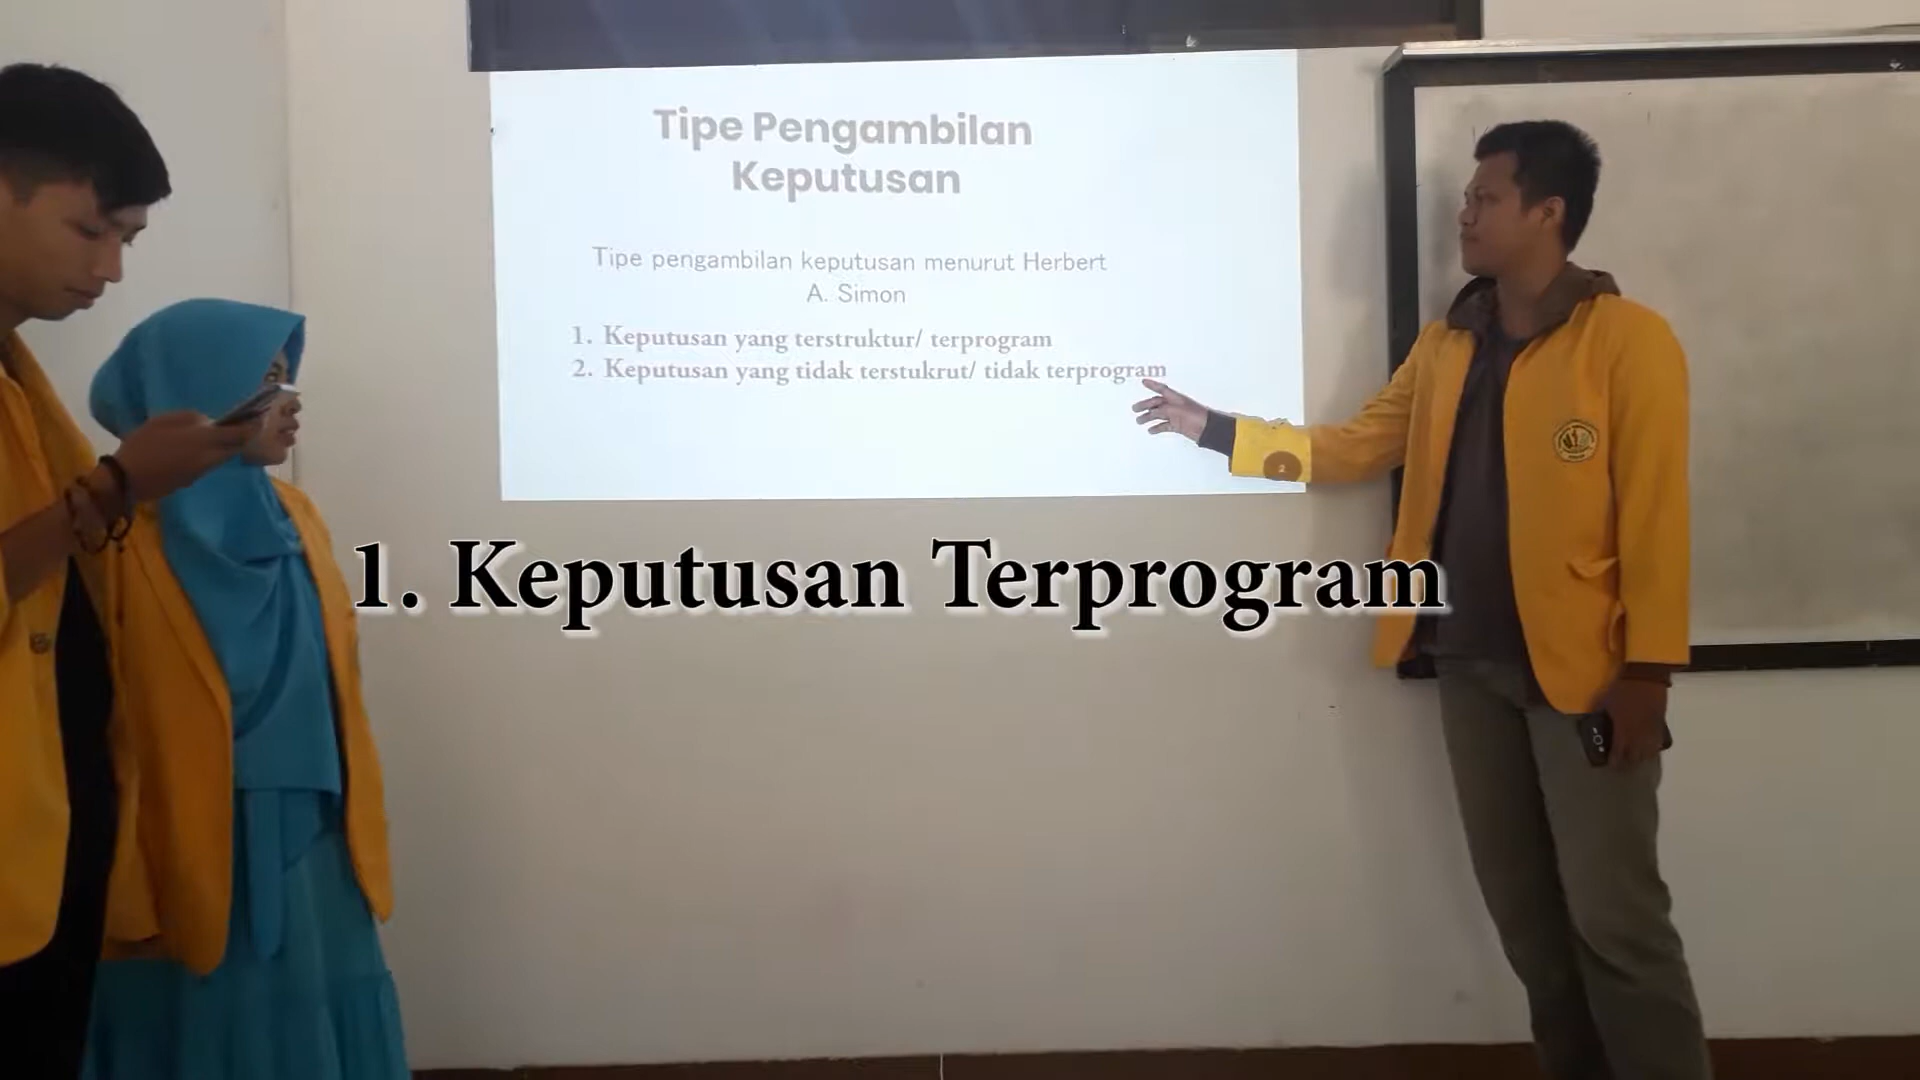 Tipe Pengambilan
Keputusan
Tipe pengambilan keputusan menurut Herbert
A. Simon
1. Keputusan yang terstruktur/ terprogram
2. Keputusan yang tidak terstukrut/ tidak terprogram
2
1. Keputusan Terprogram